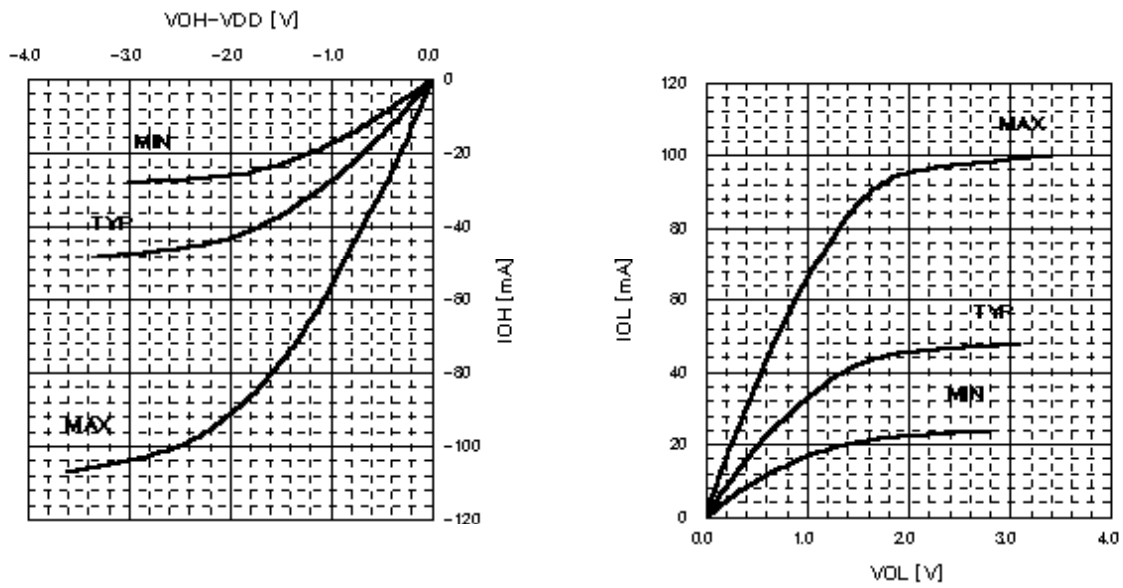 VOH-VDD [V]
-4.0 -3.0 -2.0 -1.0 0.0
0
-20
-40
-60
-80
-100
-120
IOH [mA]
MIN
TYP
MAX
120
100
80
60
40
20
0
IOL [mA]
MAX
TYP
MIN
0.0 1.0 2.0 3.0 4.0
VOL [V]